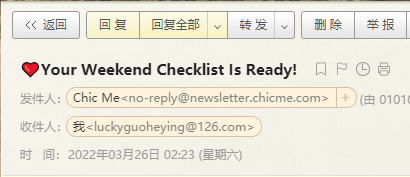 << 返回 回 复 回复全部 转 发 删 除 举 报
❤Your Weekend Checklist Is Ready!
发件人: Chic Me<no-reply@newsletter.chicme.com> + (由 01010
收件人: 我<luckyguoheying@126.com>
时 间: 2022年03月26日 02:23 (星期六)